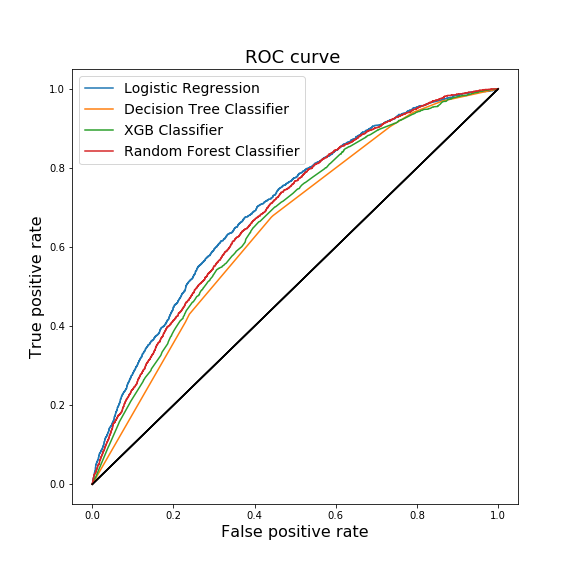 ROC curve
Logistic Regression
Decision Tree Classifier
XGB Classifier
Random Forest Classifier
1.0
0.8
0.6
0.4
0.2
0.0
True positive rate
0.0 0.2 0.4 0.6 0.8 1.0
False positive rate